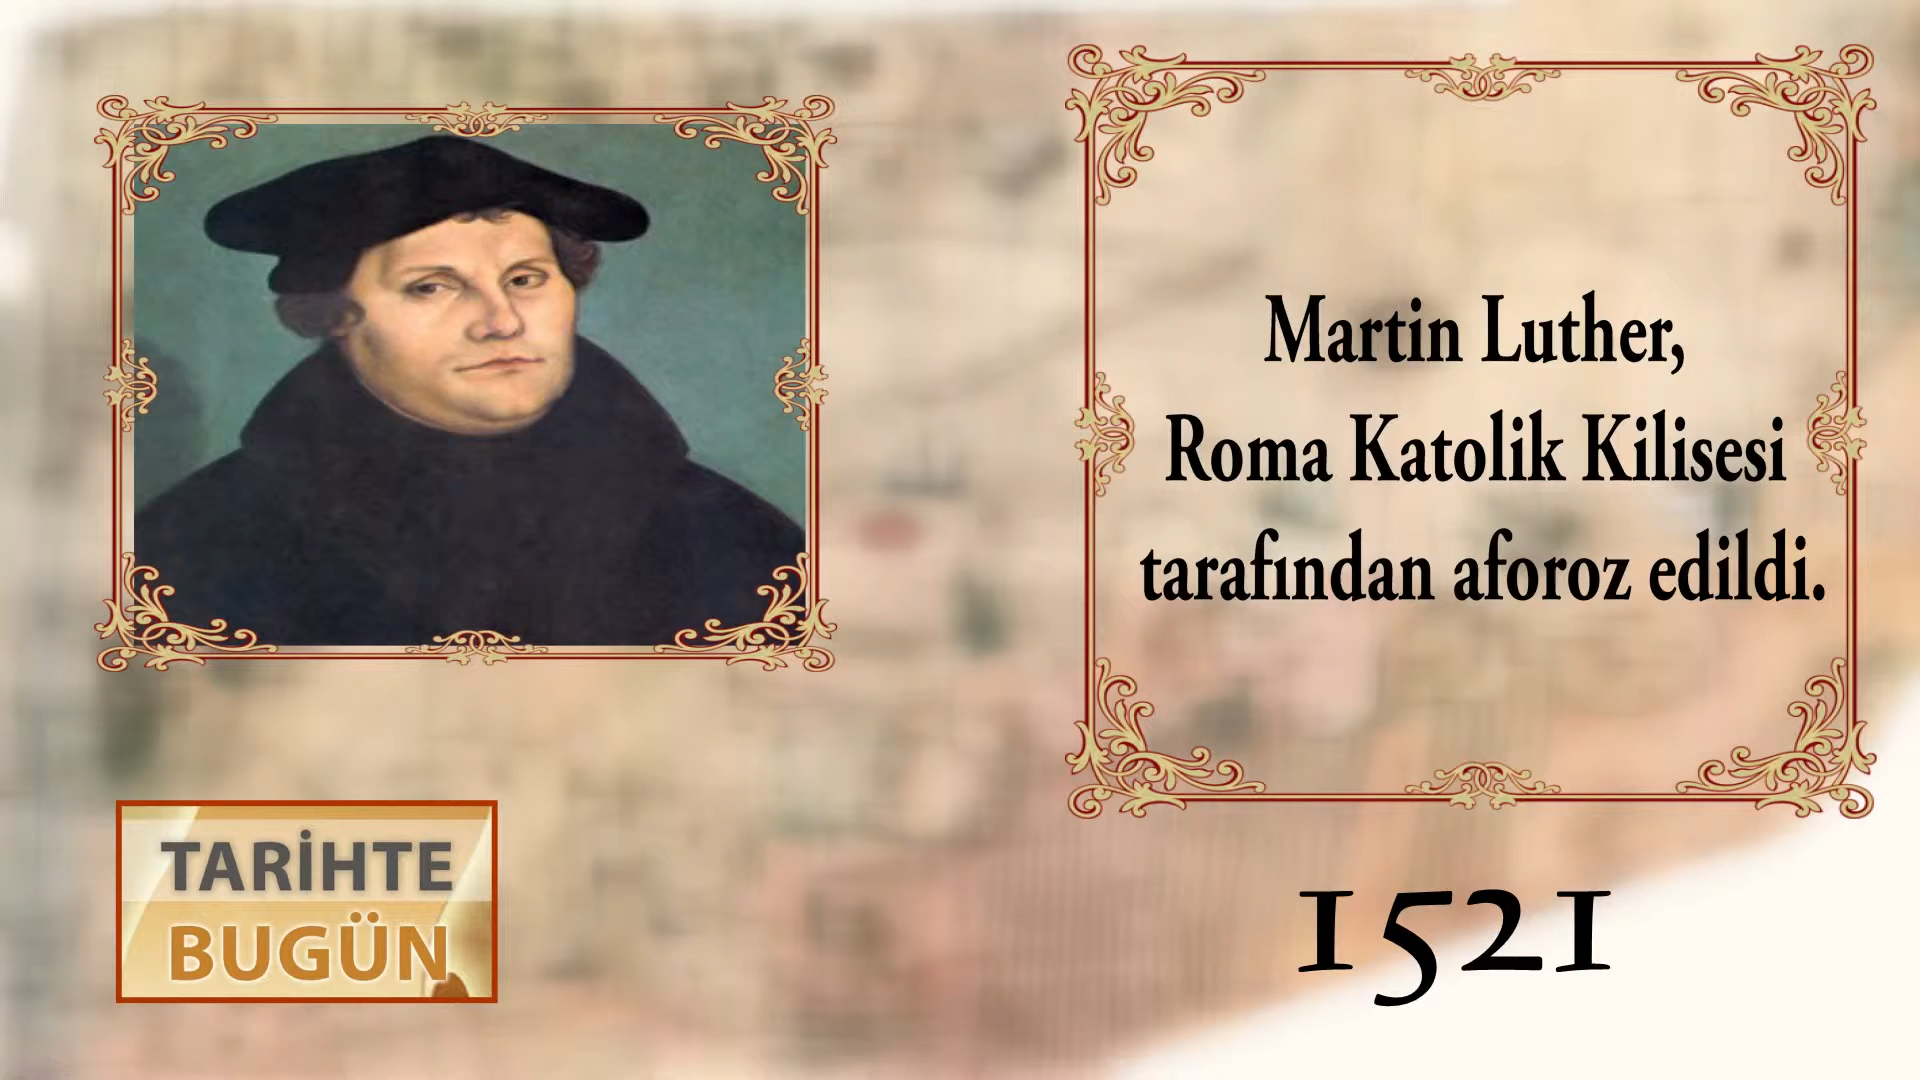 Martin Luther,
Roma Katolik Kilisesi
tarafından aforoz edildi.
1521
TARİHTE
BUGÜN